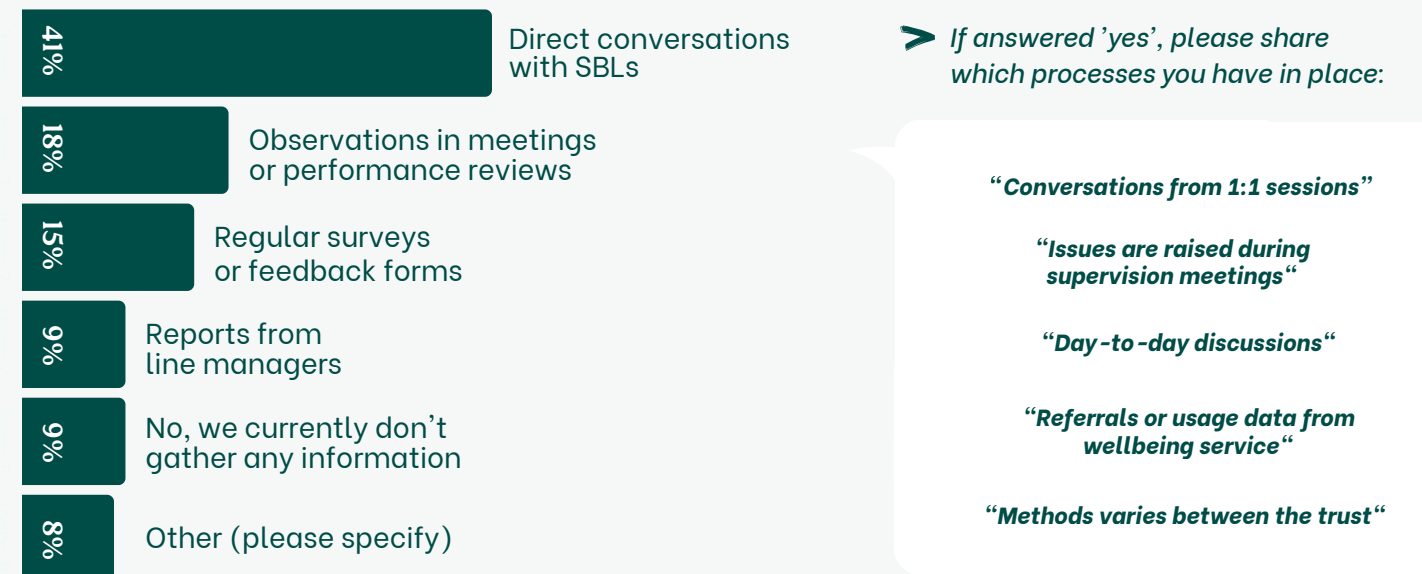 41%
Direct conversations
with SBLs
18%
Observations in meetings
or performance reviews
15%
Regular surveys
or feedback forms
9%
Reports from
line managers
9%
No, we currently don’t
gather any information
8%
Other (please specify)
If answered ’yes’, please share
which processes you have in place:
“Conversations from 1:1 sessions”
“Issues are raised during
supervision meetings“
“Day-to-day discussions“
“Referrals or usage data from
wellbeing service“
“Methods varies between the trust“